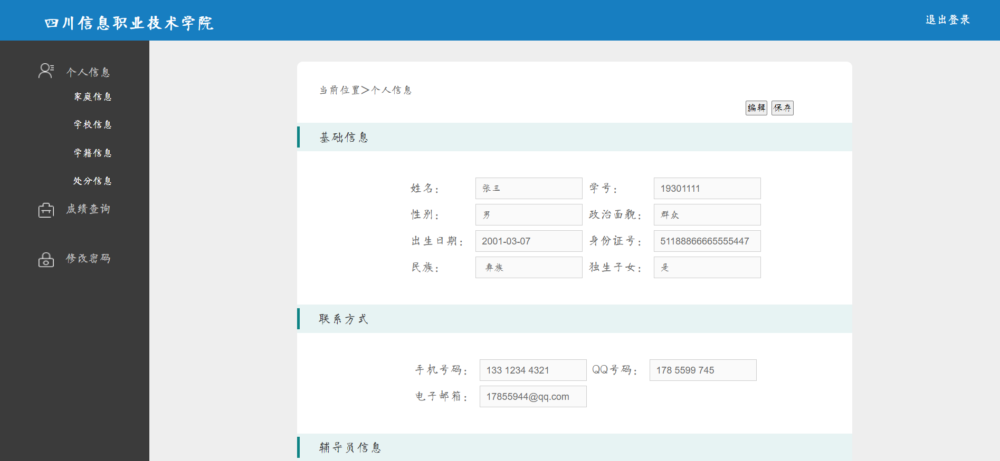 四川信息职业技术学院
退出登录
个人信息
家庭信息
学校信息
学籍信息
处分信息
成绩查询
修改密码
当前位置>个人信息
编辑 保存
基础信息
姓名： 张三 学号： 19301111
性别： 男 政治面貌： 群众
出生日期： 2001-03-07 身份证号： 51188866665555447
民族： 彝族 独生子女： 是
联系方式
手机号码： 133 1234 4321 QQ号码： 178 5599 745
电子邮箱： 17855944@qq.com
辅导员信息